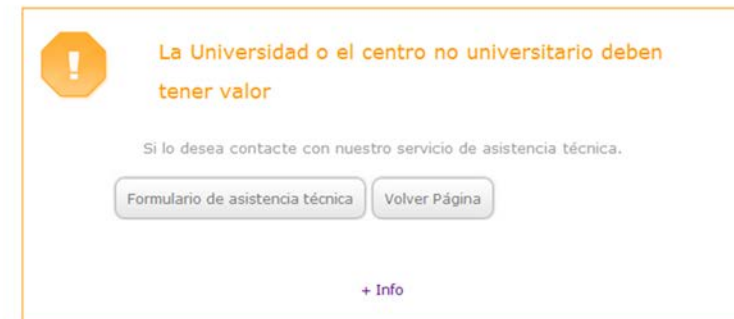 La Universidad o el centro no universitario deben
tener valor
Si lo desea contacte con nuestro servicio de asistencia técnica.
Formulario de asistencia técnica Volver Página
+ Info